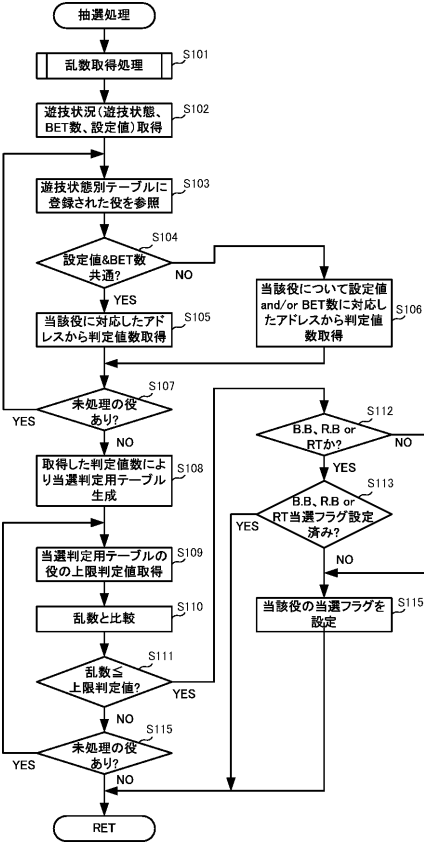 抽選処理
乱数取得処理
S101
遊技状況（遊技状態、
BET数、設定値）取得
S102
遊技状態別テーブルに
登録された役を参照
S103
設定値&BET数
共通?
S104
NO
YES
当該役に対応したアド
レスから判定値数取得
S105
当該役について設定値
and/or BET数に対応し
たアドレスから判定値
数取得
S106
未処理の役
あり?
S107
YES
NO
取得した判定値数によ
り当選判定用テーブル
生成
S108
当選判定用テーブルの
役の上限判定値取得
S109
乱数と比較
S110
乱数≦
上限判定値?
S111
YES
NO
未処理の役
あり?
S115
YES
NO
RET
B.B、R.B or
RTか?
S112
NO
YES
B.B、R.B or
RT当選フラグ設定
済み?
S113
YES
NO
当該役の当選フラグを
設定
S115